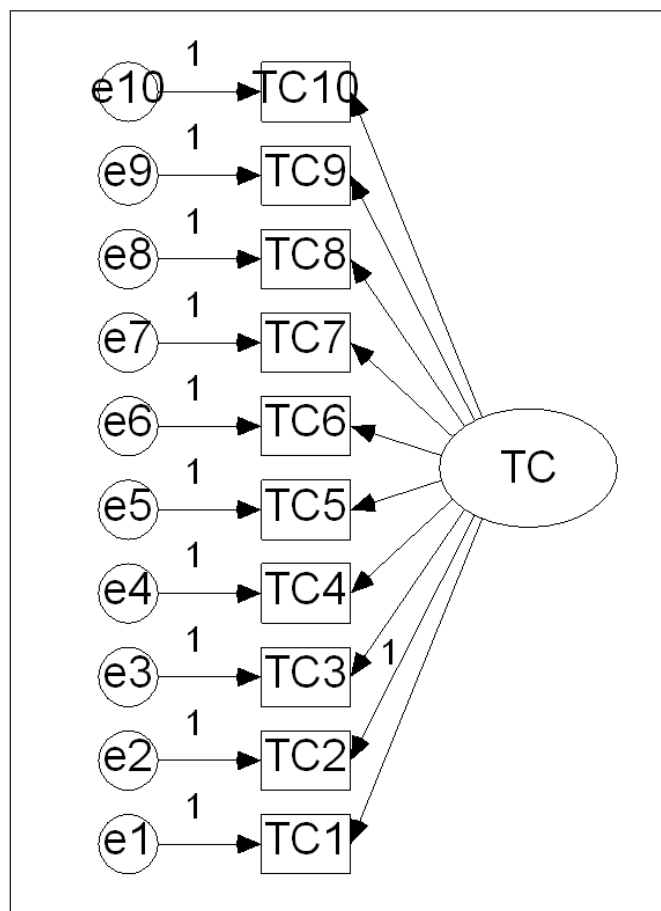 1
e10 TC10
1
e9 TC9
1
e8 TC8
1
e7 TC7
1
e6 TC6
TC
1
e5 TC5
1
e4 TC4
1
e3 TC3
1
1
e2 TC2
1
e1 TC1